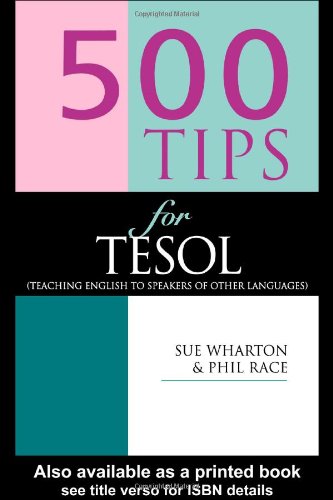 500
TIPS
for
TESOL
(TEACHING ENGLISH TO SPEAKERS OF OTHER LANGUAGES)
SUE WHARTON
& PHIL RACE
Also available as a printed book
see title verso for ISBN details